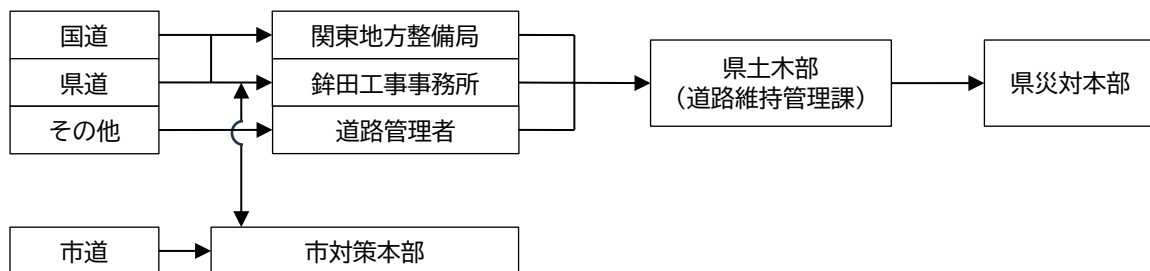 国道
関東地方整備局
県道
鉾田工事事務所
その他
道路管理者
県土木部
（道路維持管理課）
県災対本部
市道
市対策本部